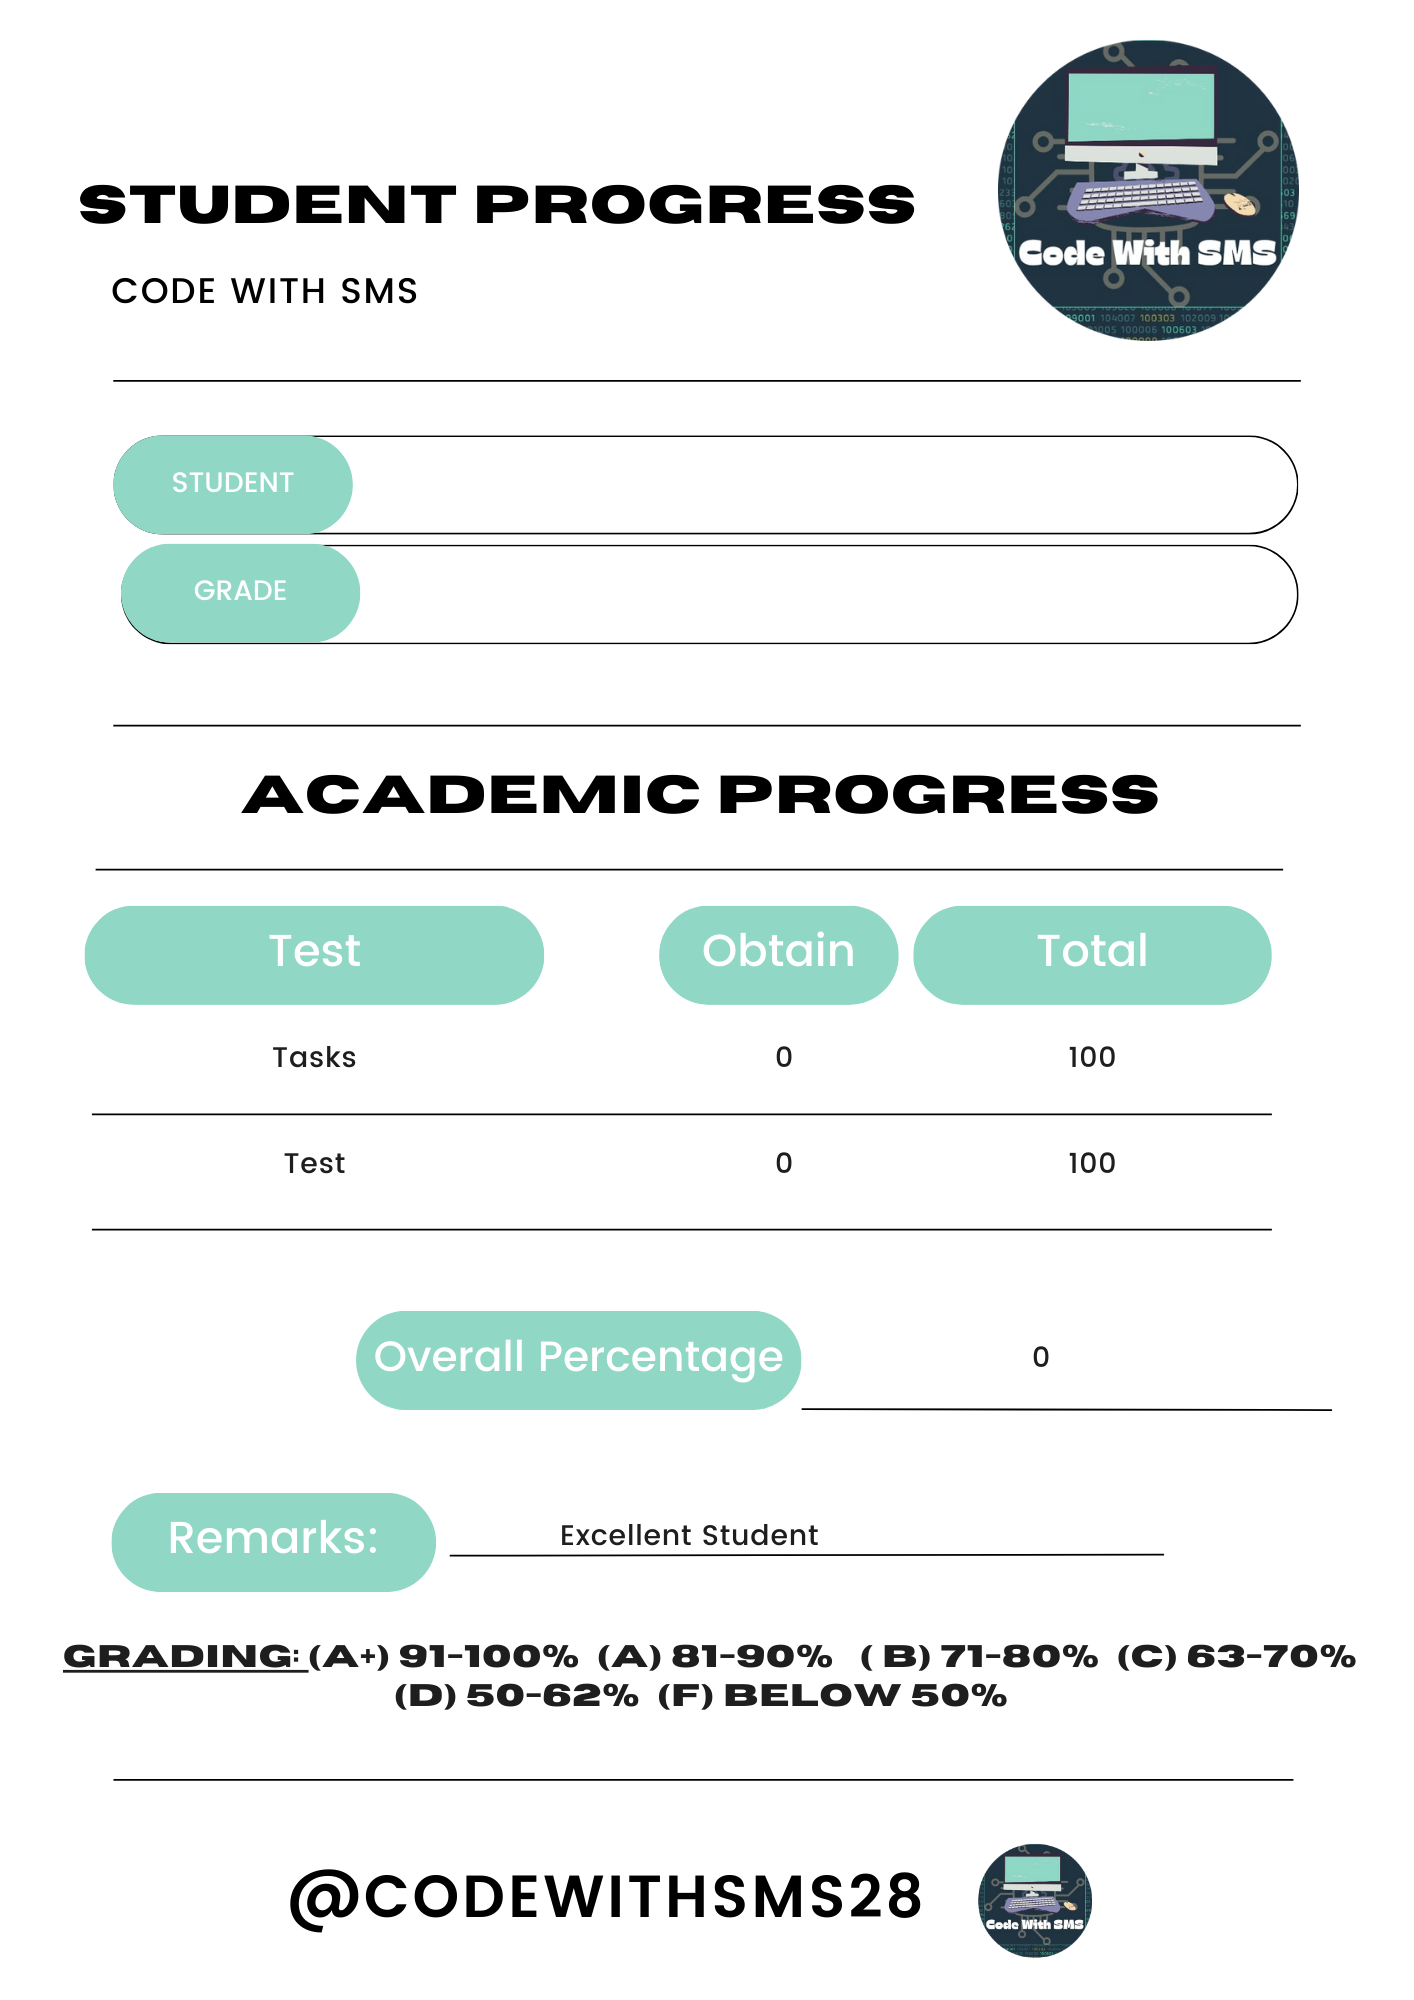 STUDENT PROGRESS
CODE WITH SMS
Code With SMS
STUDENT
GRADE
ACADEMIC PROGRESS
Test Obtain Total
Tasks 0 100
Test 0 100
Overall Percentage 0
Remarks: Excellent Student
GRADING: (A+) 91-100% (A) 81-90% ( B) 71-80% (C) 63-70%
(D) 50-62% (F) BELOW 50%
@CODEWITHSMS28
Code With SMS